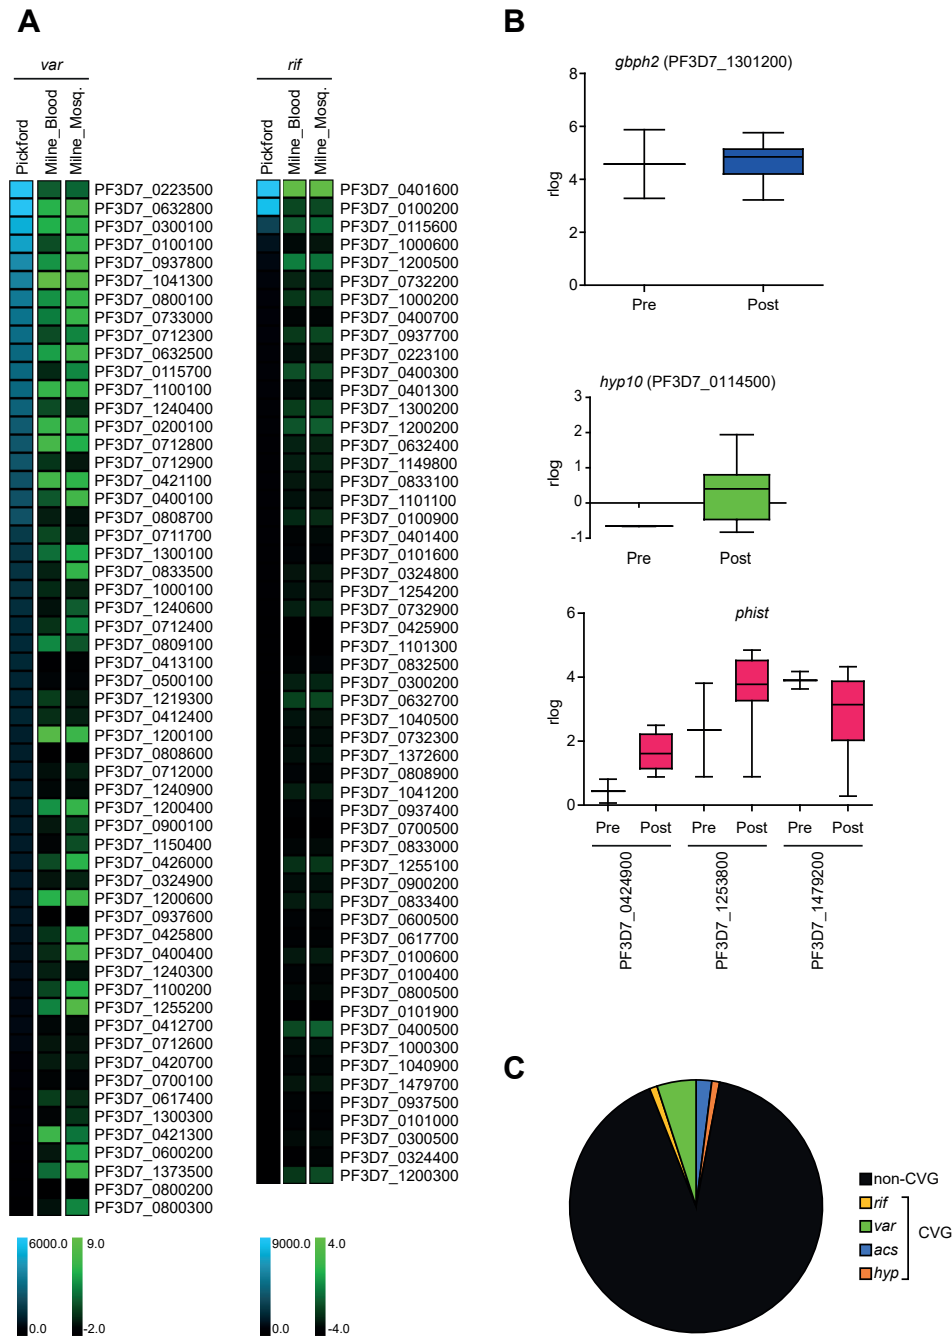 A
var
rif
Pickford
Milne_Blood
Milne_Mosq.
Pickford
Milne_Blood
Milne_Mosq.
PF3D7_0223500
PF3D7_0632800
PF3D7_0300100
PF3D7_0100100
PF3D7_0937800
PF3D7_1041300
PF3D7_0800100
PF3D7_0733000
PF3D7_0712300
PF3D7_0632500
PF3D7_0115700
PF3D7_1100100
PF3D7_1240400
PF3D7_0200100
PF3D7_0712800
PF3D7_0712900
PF3D7_0421100
PF3D7_0400100
PF3D7_0808700
PF3D7_0711700
PF3D7_1300100
PF3D7_0833500
PF3D7_1000100
PF3D7_1240600
PF3D7_0712400
PF3D7_0809100
PF3D7_0413100
PF3D7_0500100
PF3D7_1219300
PF3D7_0412400
PF3D7_1200100
PF3D7_0808600
PF3D7_0712000
PF3D7_1240900
PF3D7_1200400
PF3D7_0900100
PF3D7_1150400
PF3D7_0426000
PF3D7_0324900
PF3D7_1200600
PF3D7_0937600
PF3D7_0425800
PF3D7_0400400
PF3D7_1240300
PF3D7_1100200
PF3D7_1255200
PF3D7_0412700
PF3D7_0712600
PF3D7_0420700
PF3D7_0700100
PF3D7_0617400
PF3D7_1300300
PF3D7_0421300
PF3D7_0600200
PF3D7_1373500
PF3D7_0800200
PF3D7_0800300
6000.0
0.0
9.0
-2.0
PF3D7_0401600
PF3D7_0100200
PF3D7_0115600
PF3D7_1000600
PF3D7_1200500
PF3D7_0732200
PF3D7_1000200
PF3D7_0400700
PF3D7_0937700
PF3D7_0223100
PF3D7_0400300
PF3D7_0401300
PF3D7_1300200
PF3D7_1200200
PF3D7_0632400
PF3D7_1149800
PF3D7_0833100
PF3D7_1101100
PF3D7_0100900
PF3D7_0401400
PF3D7_0101600
PF3D7_0324800
PF3D7_1254200
PF3D7_0732900
PF3D7_0425900
PF3D7_1101300
PF3D7_0832500
PF3D7_0300200
PF3D7_0632700
PF3D7_1040500
PF3D7_0732300
PF3D7_1372600
PF3D7_0808900
PF3D7_1041200
PF3D7_0937400
PF3D7_0700500
PF3D7_0833000
PF3D7_1255100
PF3D7_0900200
PF3D7_0833400
PF3D7_0600500
PF3D7_0617700
PF3D7_0100600
PF3D7_0100400
PF3D7_0800500
PF3D7_0101900
PF3D7_0400500
PF3D7_1000300
PF3D7_1040900
PF3D7_1479700
PF3D7_0937500
PF3D7_0101000
PF3D7_0300500
PF3D7_0324400
PF3D7_1200300
9000.0
0.0
4.0
-4.0
B
gbph2 (PF3D7_1301200)
8
6
4
2
0
rlog
Pre
Post
hyp10 (PF3D7_0114500)
3
2
1
0
-1
rlog
Pre
Post
phist
6
4
2
0
rlog
Pre
Post
Pre
Post
Pre
Post
PF3D7_0424900
PF3D7_1253800
PF3D7_1479200
C
non-CVG
rif
var
acs
hyp
CVG